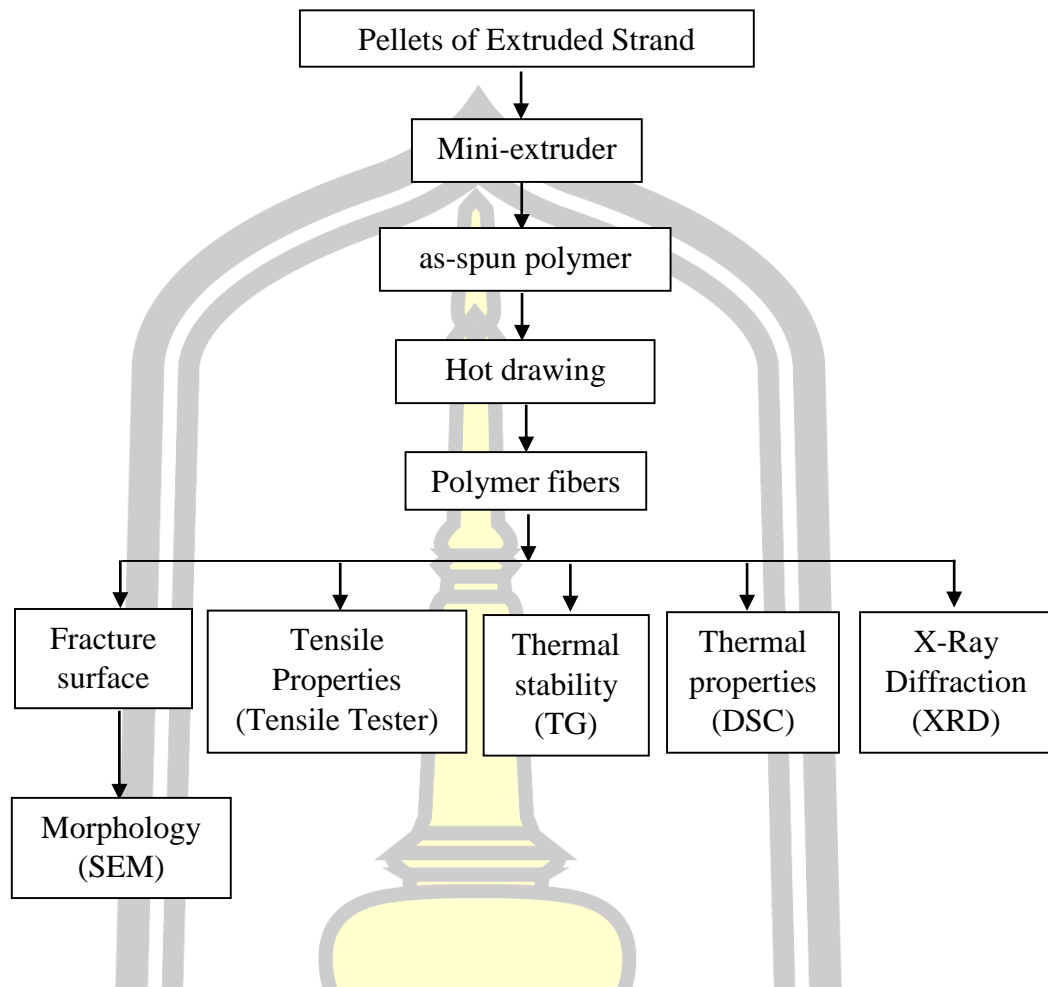 Pellets of Extruded Strand
Mini-extruder
as-spun polymer
Hot drawing
Polymer fibers
Fracture
surface
Tensile
Properties
(Tensile Tester)
Thermal
stability
(TG)
Thermal
properties
(DSC)
X-Ray
Diffraction
(XRD)
Morphology
(SEM)